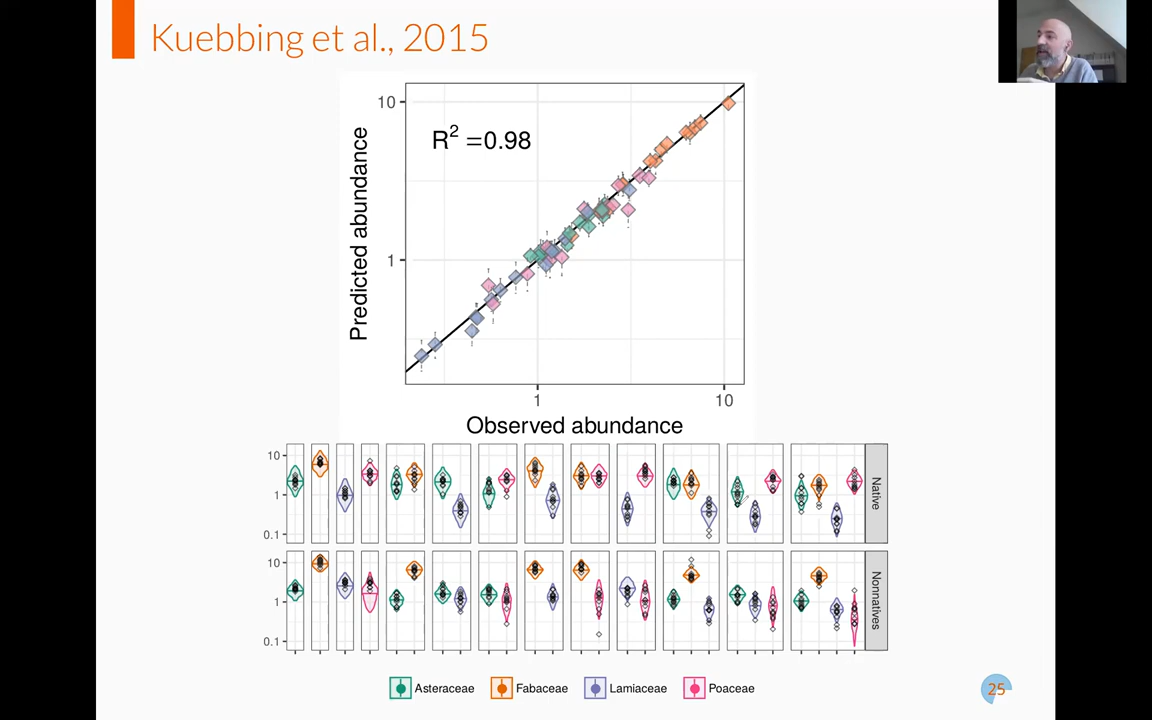 Kuebbing et al., 2015
10
R² =0.98
Predicted abundance
1
1
10
Observed abundance
10
1
0.1
Native
10
1
0.1
Nonnatives
Asteraceae
Fabaceae
Lamiaceae
Poaceae
25